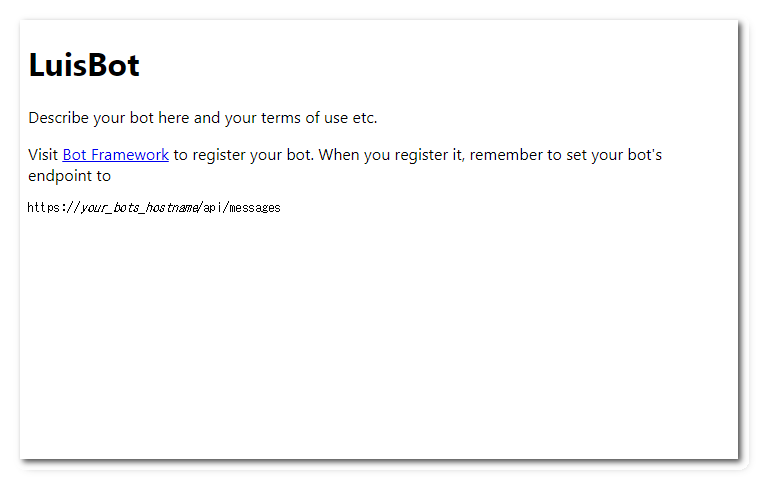 LuisBot
Describe your bot here and your terms of use etc.
Visit Bot Framework to register your bot. When you register it, remember to set your bot's
endpoint to
https://your_bots_hostname/api/messages